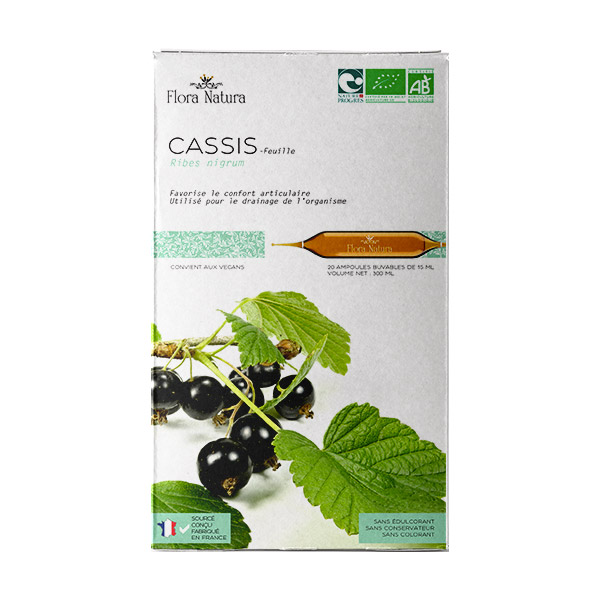 Flora Natura
NATURE
PROGRÈS
AB
CASSIS -Feuille
Ribes nigrum
Favorise le confort articulaire
Utilisé pour le drainage de l'organisme
Flora Natura
CONVIENT AUX VEGANS
20 AMPOULES BUVABLES DE 15 ML
VOLUME NET : 300 ML
SOURCÉ
CONÇU
FABRIQUÉ
EN FRANCE
SANS ÉDULCORANT
SANS CONSERVATEUR
SANS COLORANT